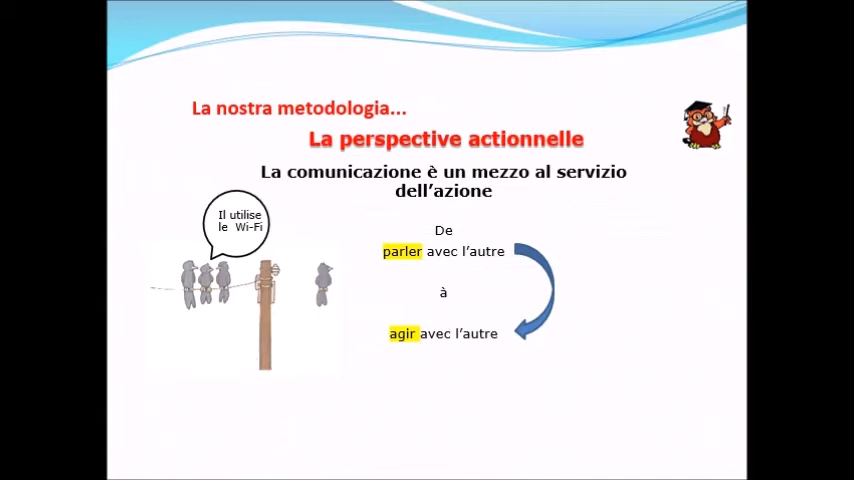 La nostra metodologia...
La perspective actionnelle
La comunicazione è un mezzo al servizio
dell’azione
Il utilise
le Wi-Fi
De
parler avec l’autre
à
agir avec l’autre